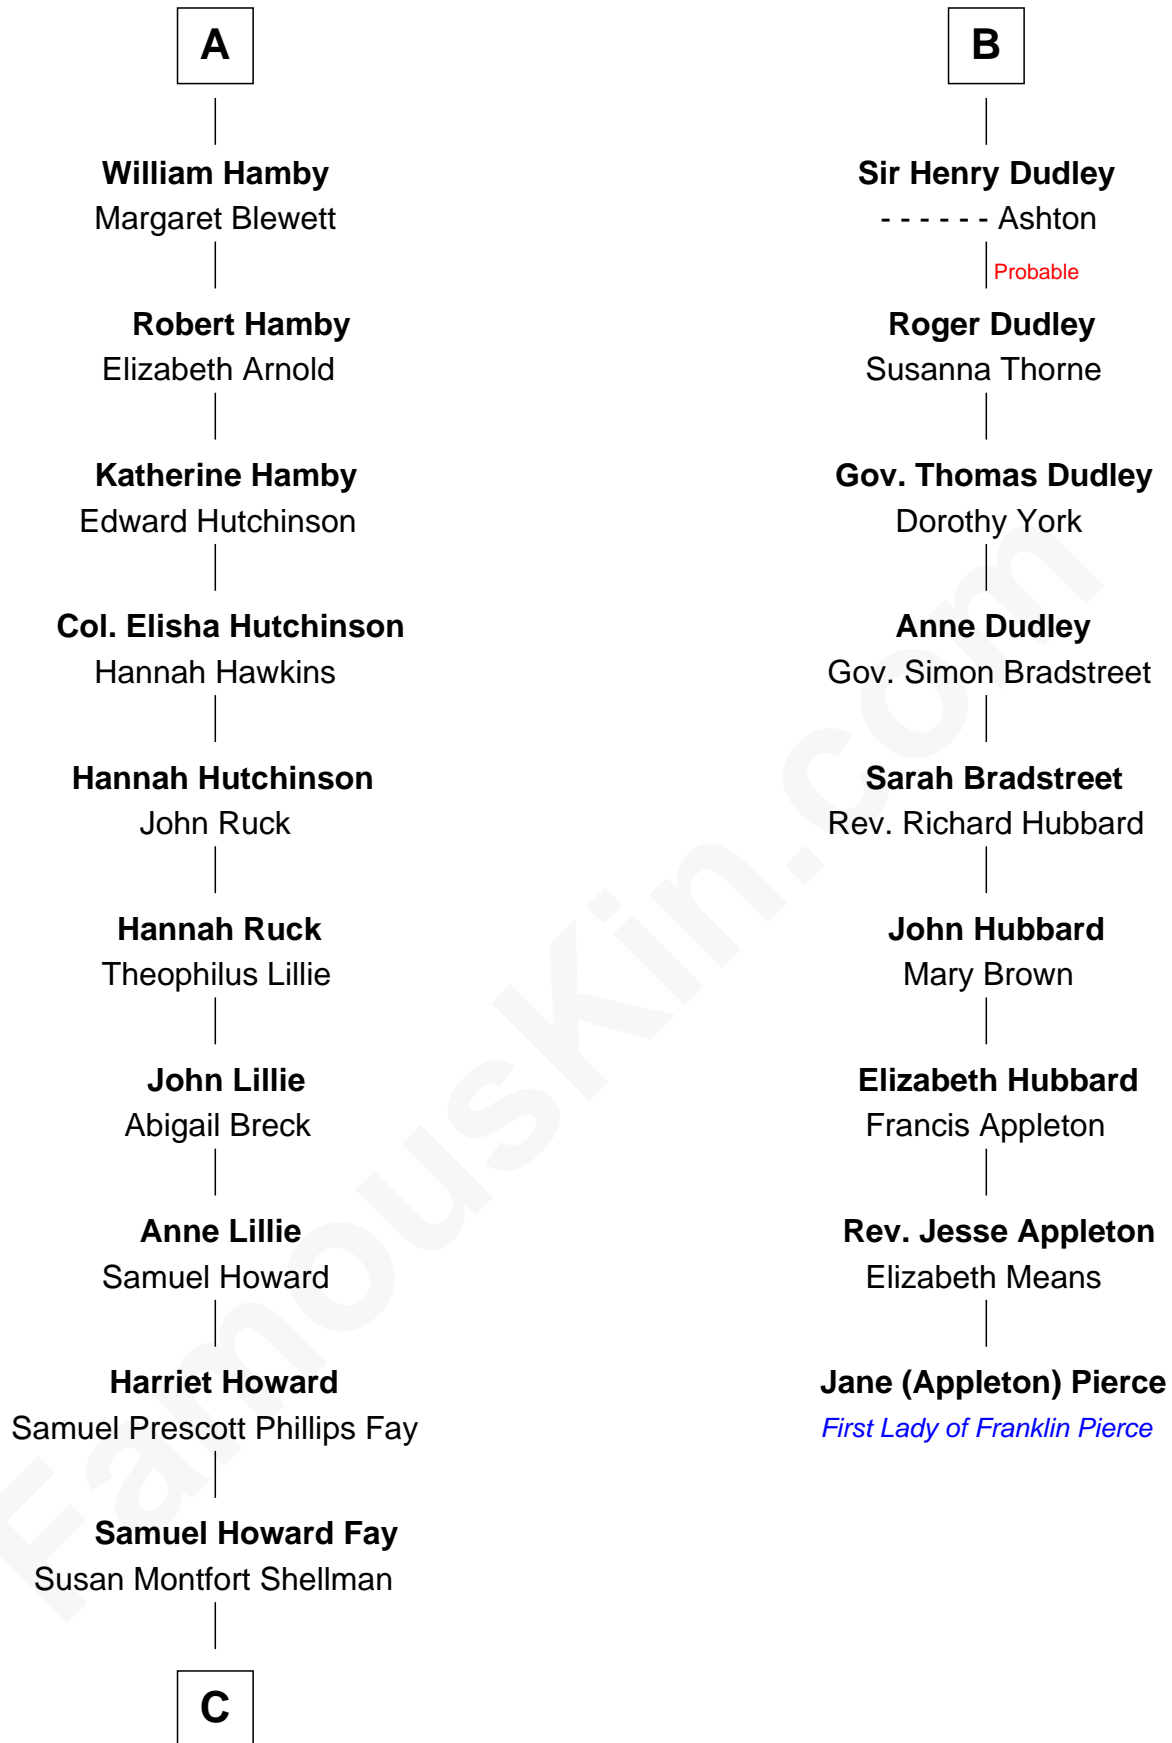 A
William Hamby
Margaret Blewett
Robert Hamby
Elizabeth Arnold
Katherine Hamby
Edward Hutchinson
Col. Elisha Hutchinson
Hannah Hawkins
Hannah Hutchinson
John Ruck
Hannah Ruck
Theophilus Lillie
John Lillie
Abigail Breck
Anne Lillie
Samuel Howard
Harriet Howard
Samuel Prescott Phillips Fay
Samuel Howard Fay
Susan Montfort Shellman
C
B
Sir Henry Dudley
- - - - - - Ashton
Probable
Roger Dudley
Susanna Thorne
Gov. Thomas Dudley
Dorothy York
Anne Dudley
Gov. Simon Bradstreet
Sarah Bradstreet
Rev. Richard Hubbard
John Hubbard
Mary Brown
Elizabeth Hubbard
Francis Appleton
Rev. Jesse Appleton
Elizabeth Means
Jane (Appleton) Pierce
First Lady of Franklin Pierce
FamousKin.com